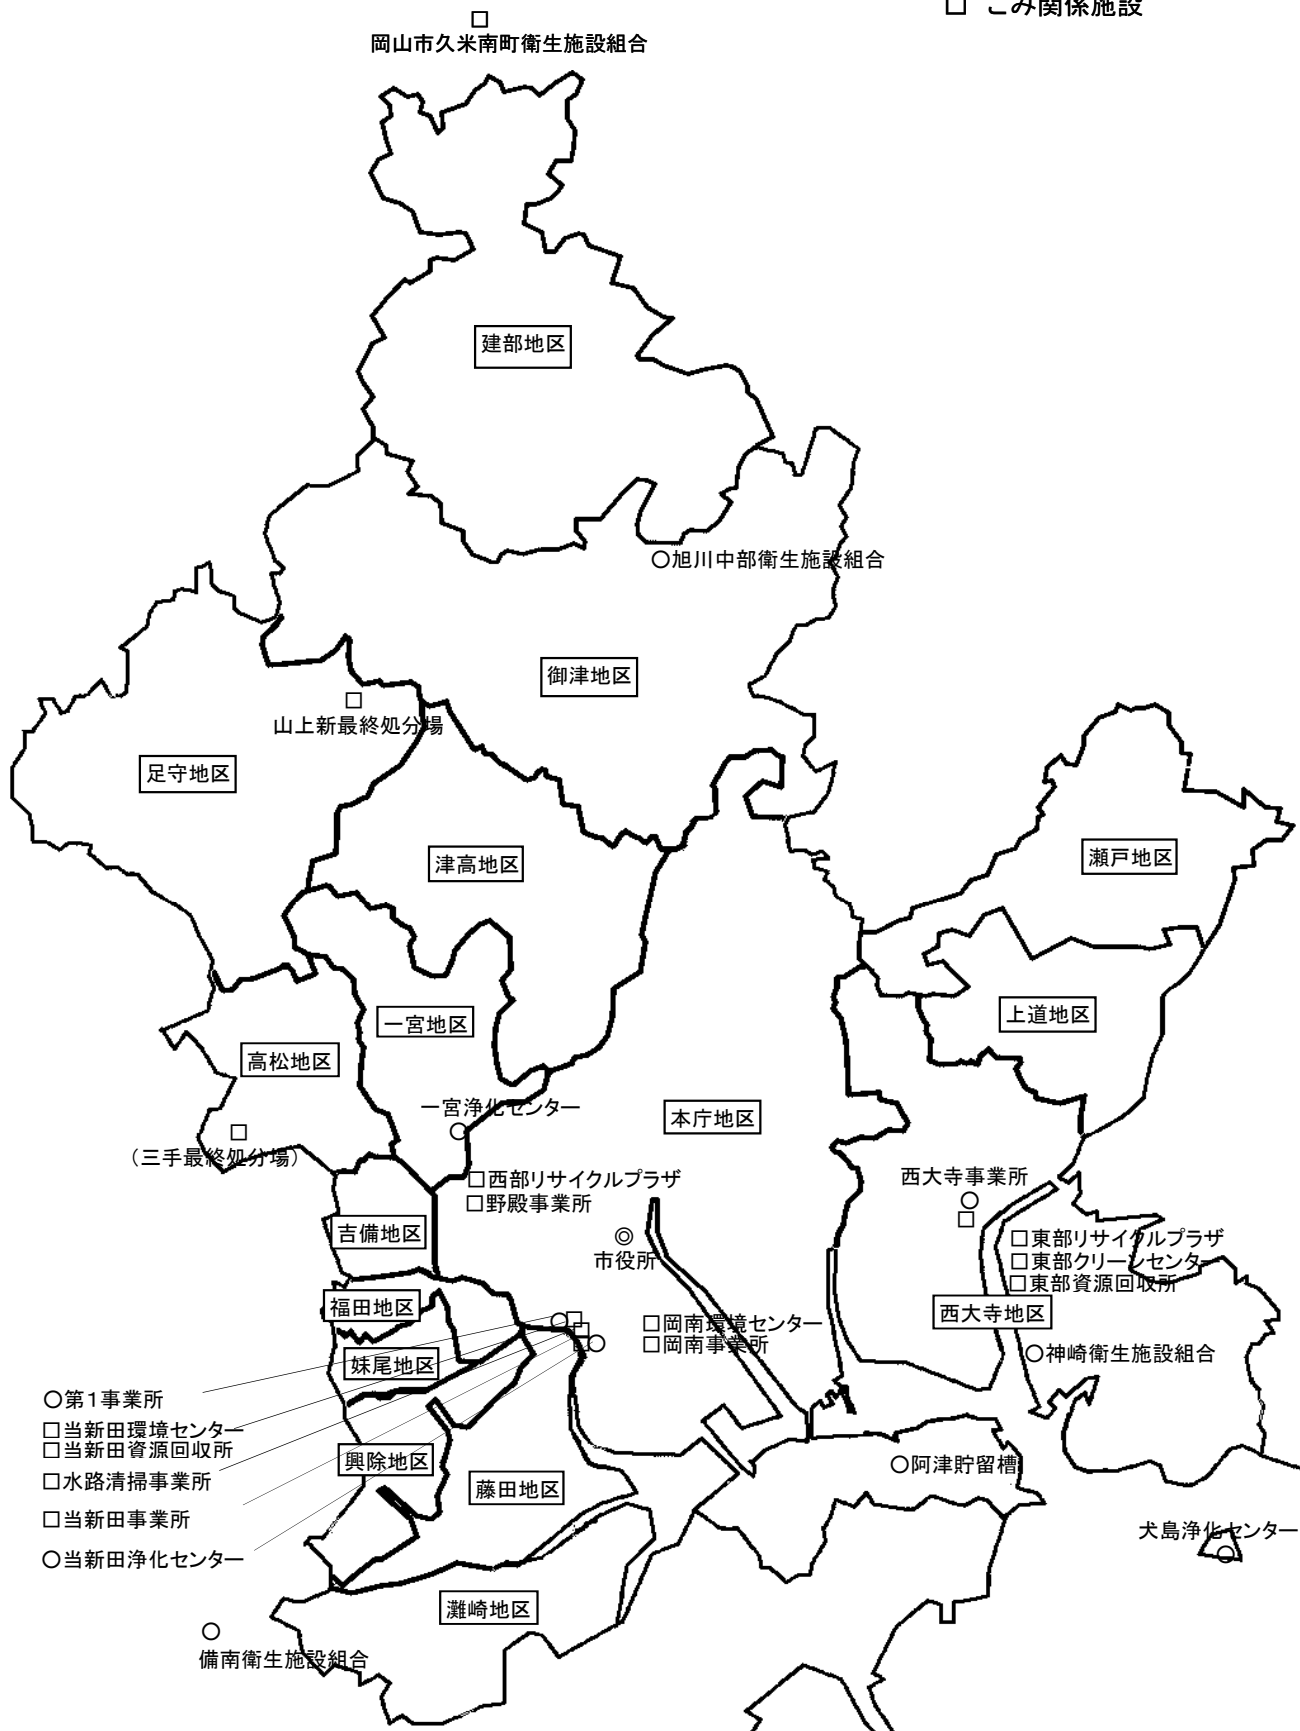 □ ごみ関係施設
□
岡山市久米南町衛生施設組合
建部地区
○旭川中部衛生施設組合
御津地区
□
山上新最終処分場
足守地区
津高地区
瀬戸地区
上道地区
一宮地区
高松地区
一宮浄化センター
○
本庁地区
□
(三手最終処分場)
□西部リサイクルプラザ
□野殿事業所
西大寺事業所
○
□
吉備地区
◎
市役所
□東部リサイクルプラザ
□東部クリーンセンター
□東部資源回収所
福田地区
西大寺地区
□岡南環境センター
□岡南事業所
妹尾地区
○神崎衛生施設組合
○第1事業所
□当新田環境センター
□当新田資源回収所
□水路清掃事業所
□当新田事業所
○当新田浄化センター
興除地区
藤田地区
○阿津貯留槽
犬島浄化センター
○
灘崎地区
○
備南衛生施設組合